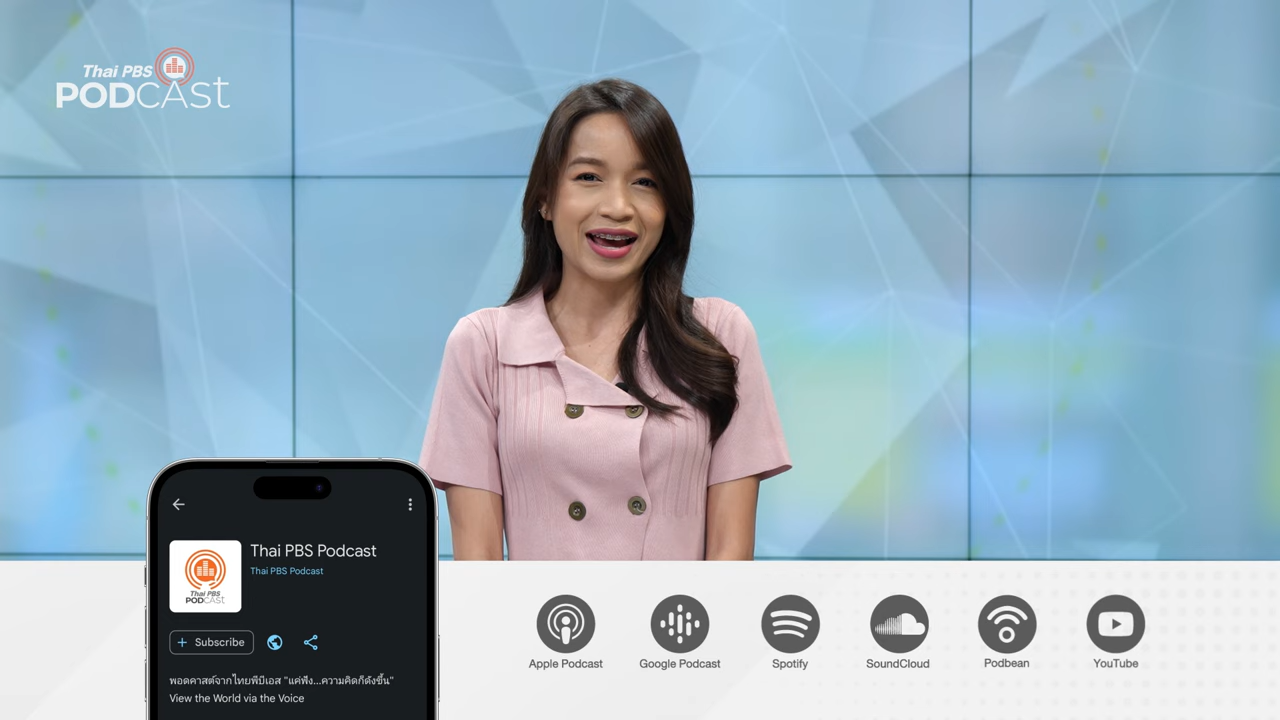 Thai PBS
PODCAST
Thai PBS Podcast
Thai PBS Podcast
Thai PBS
PODCAST
+ Subscribe
พอดคาสต์จากไทยพีบีเอส "แค่ฟัง...ความคิดก็ดังขึ้น"
View the World via the Voice
Apple Podcast
Google Podcast
Spotify
SoundCloud
Podbean
YouTube